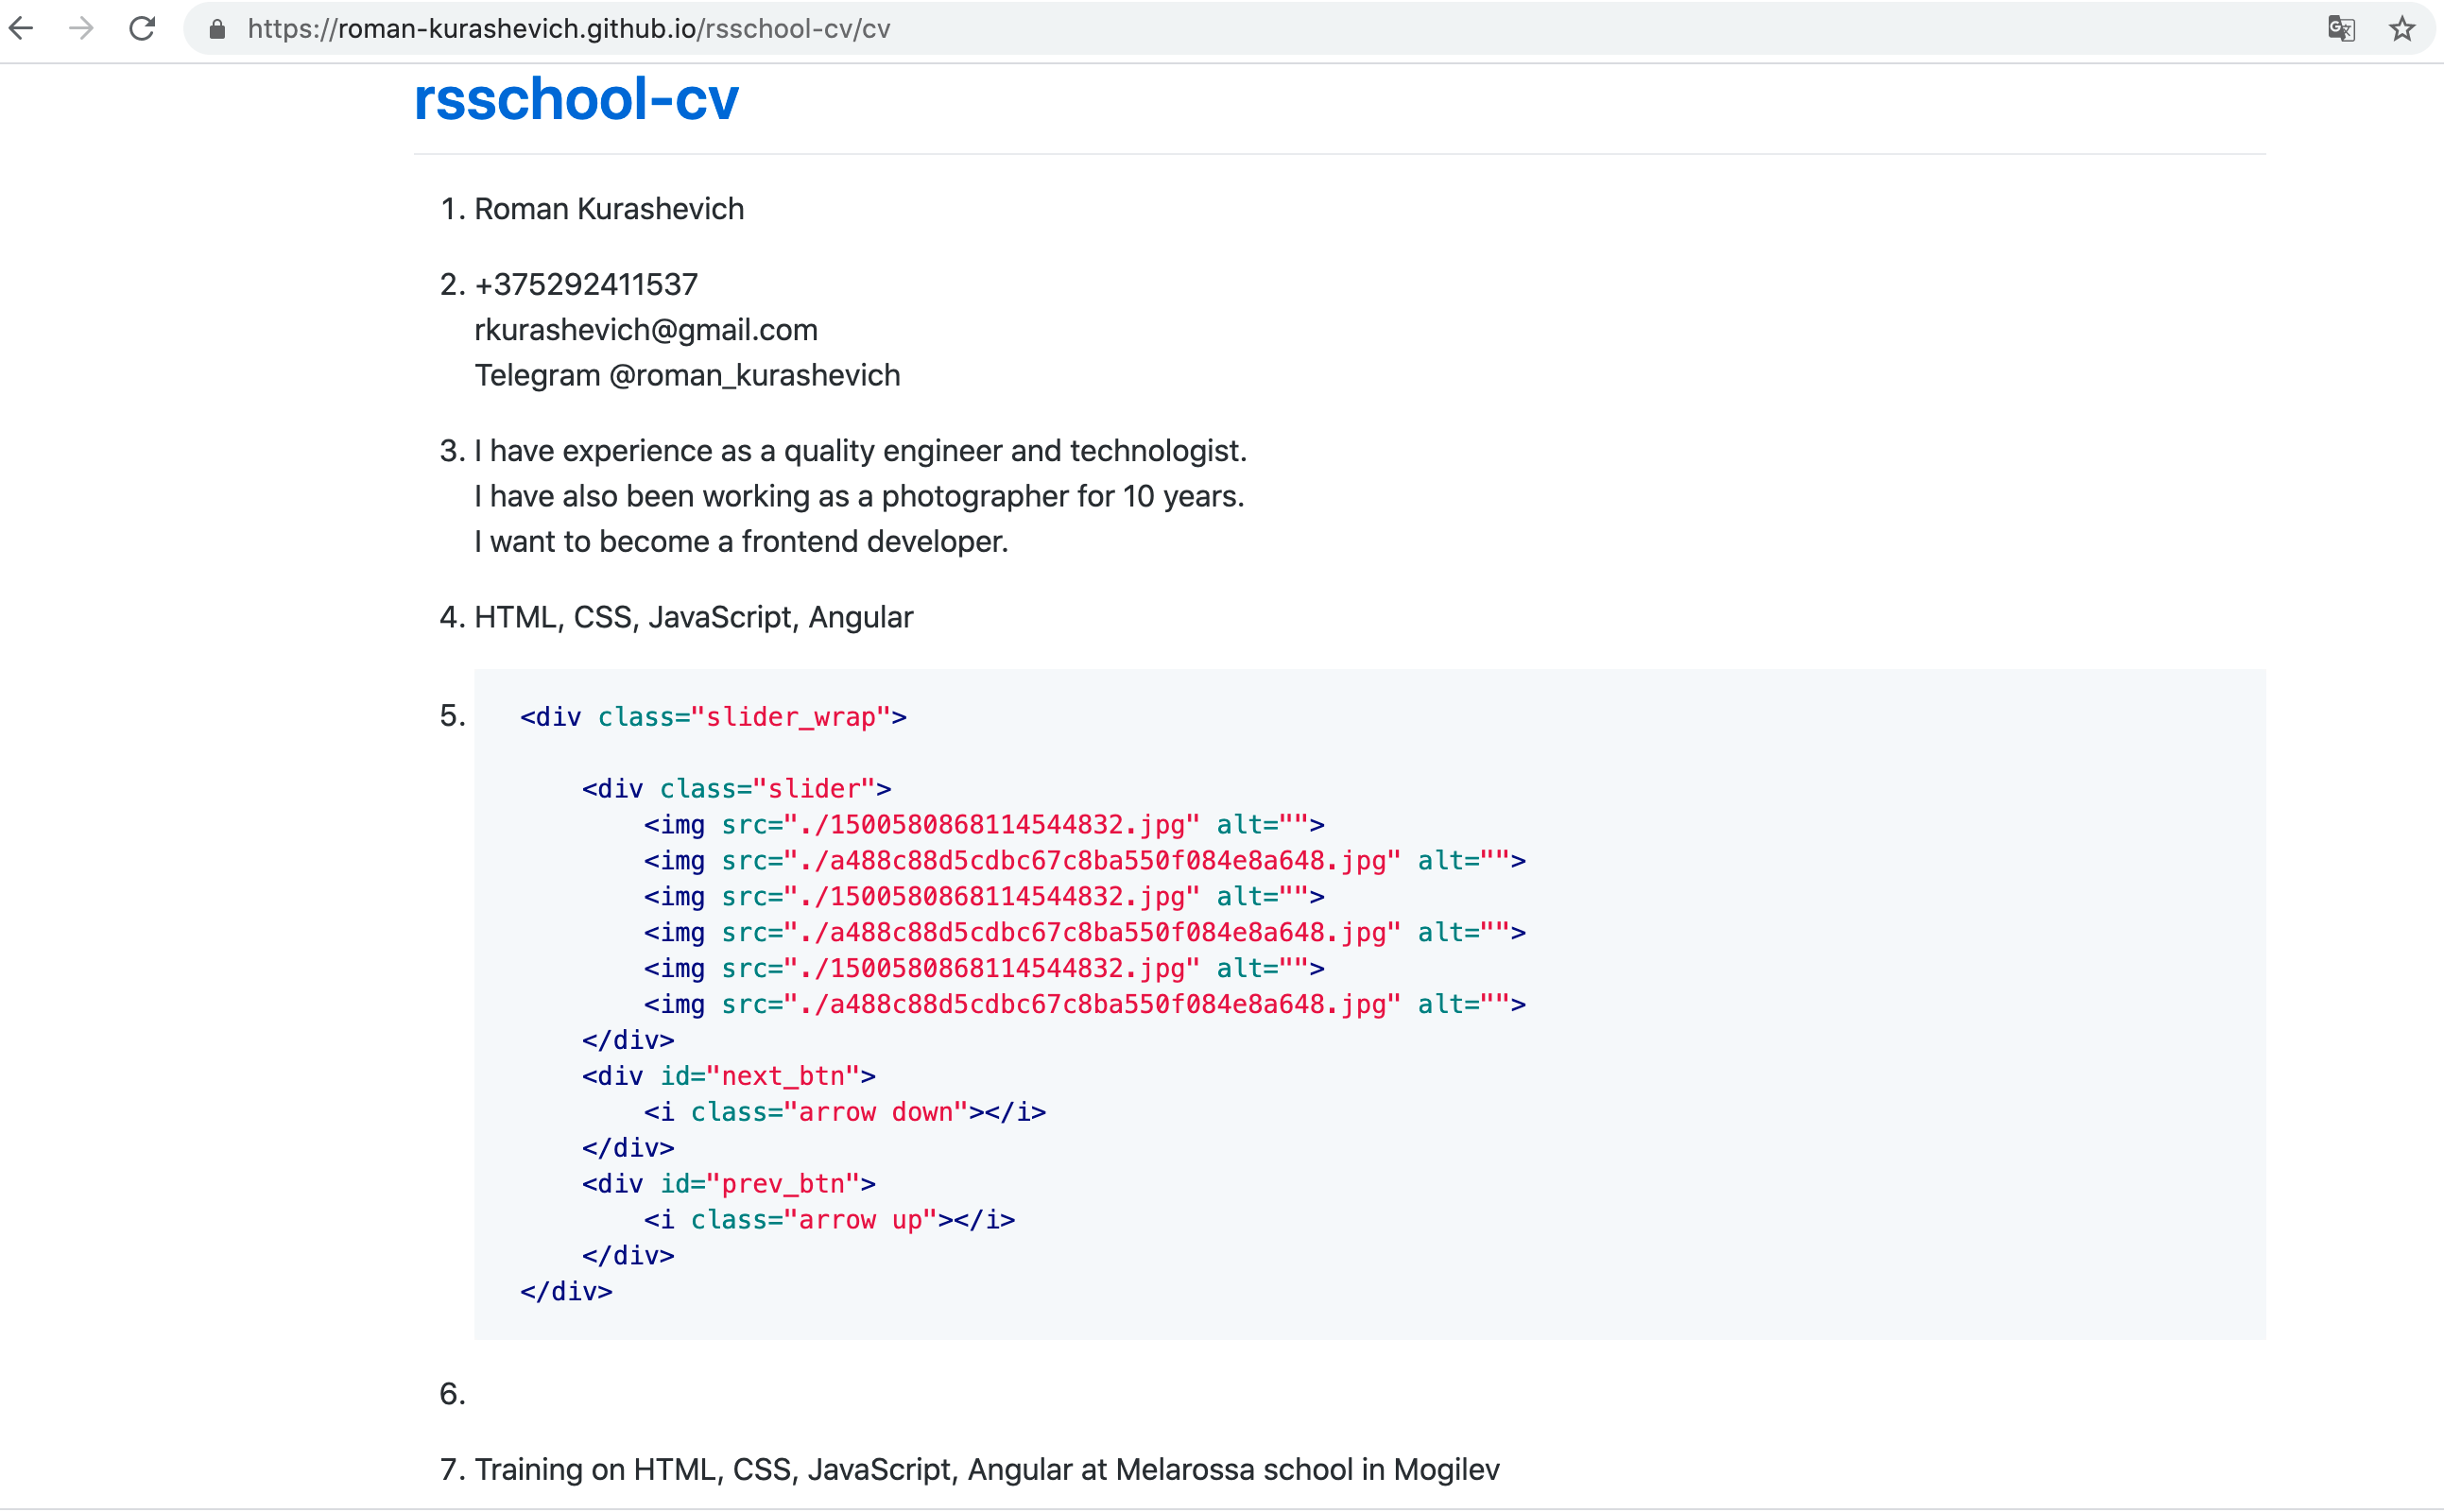 https://roman-kurashevich.github.io/rsschool-cv/cv
rsschool-cv
1. Roman Kurashevich
2. +375292411537
rkurashevich@gmail.com
Telegram @roman_kurashevich
3. I have experience as a quality engineer and technologist.
I have also been working as a photographer for 10 years.
I want to become a frontend developer.
4. HTML, CSS, JavaScript, Angular
5. <div class="slider_wrap">
<div class="slider">
<img src="./1500580868114544832.jpg" alt="">
<img src="./a488c88d5cdbc67c8ba550f084e8a648.jpg" alt="">
<img src="./1500580868114544832.jpg" alt="">
<img src="./a488c88d5cdbc67c8ba550f084e8a648.jpg" alt="">
<img src="./1500580868114544832.jpg" alt="">
<img src="./a488c88d5cdbc67c8ba550f084e8a648.jpg" alt="">
</div>
<div id="next_btn">
<i class="arrow down"></i>
</div>
<div id="prev_btn">
<i class="arrow up"></i>
</div>
</div>
6.
7. Training on HTML, CSS, JavaScript, Angular at Melarossa school in Mogilev